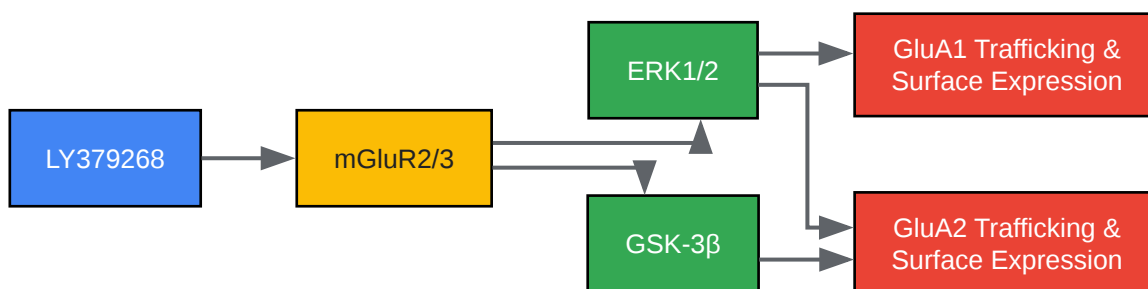 LY379268
mGluR2/3
ERK1/2
GSK-3β
GluA1 Trafficking &
Surface Expression
GluA2 Trafficking &
Surface Expression